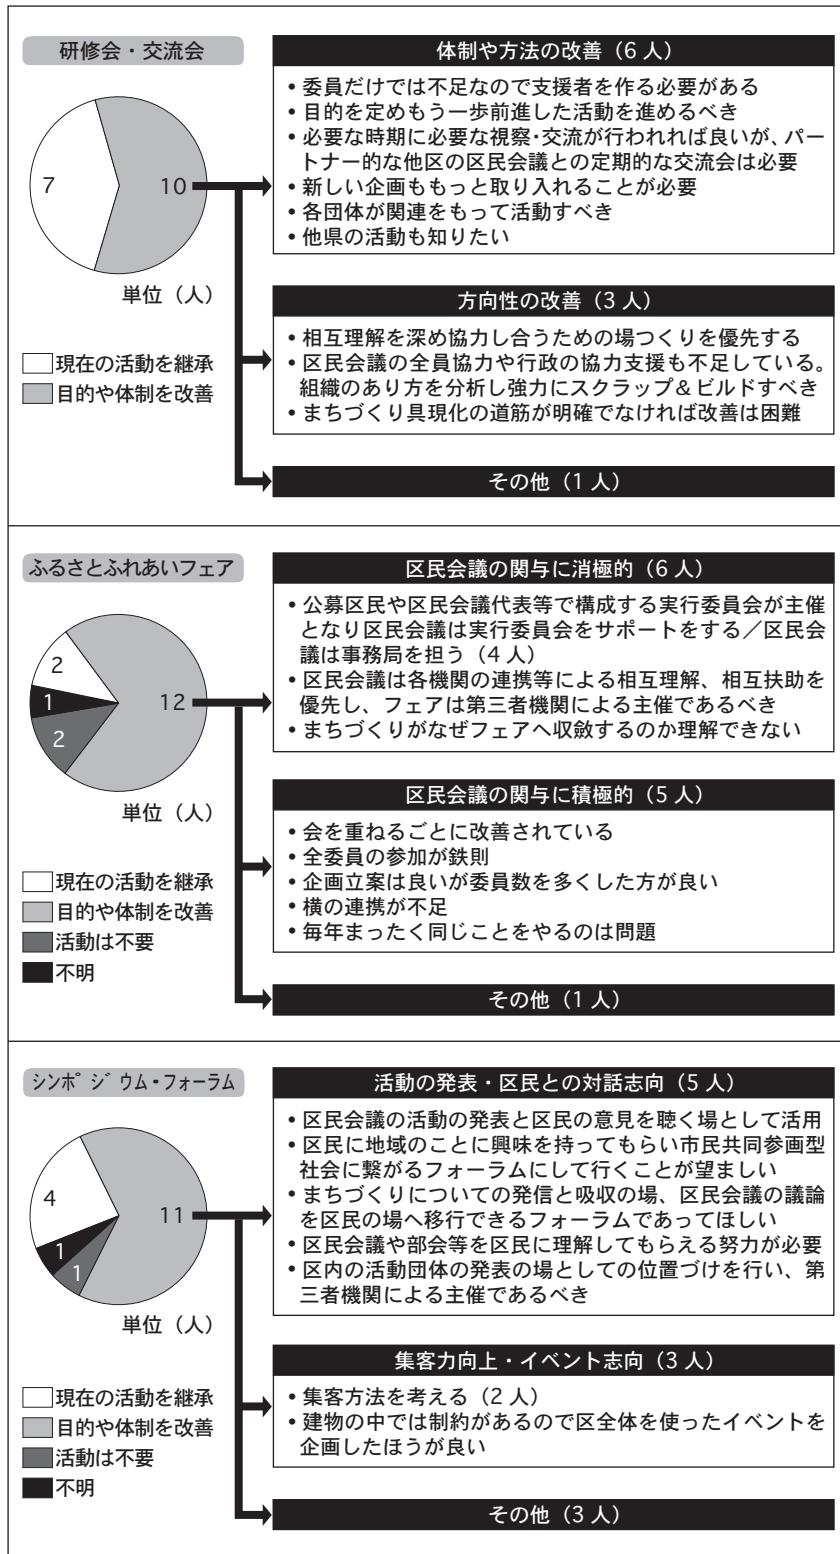 研修会・交流会
7
10
単位（人）
現在の活動を継承
目的や体制を改善
体制や方法の改善（6 人）
• 委員だけでは不足なので支援者を作る必要がある
• 目的を定めもう一歩前進した活動を進めるべき
• 必要な時期に必要な視察・交流が行われれば良いが、パー
トナー的な他区の区民会議との定期的な交流会は必要
• 新しい企画ももっと取り入れることが必要
• 各団体が関連をもって活動すべき
• 他県の活動も知りたい
方向性の改善（3 人）
• 相互理解を深め協力し合うための場つくりを優先する
• 区民会議の全員協力や行政の協力支援も不足している。
組織のあり方を分析し強力にスクラップ＆ビルドすべき
• まちづくり具現化の道筋が明確でなければ改善は困難
その他（1 人）
ふるさとふれあいフェア
2
1
2
12
単位（人）
現在の活動を継承
目的や体制を改善
活動は不要
不明
区民会議の関与に消極的（6 人）
• 公募区民や区民会議代表等で構成する実行委員会が主催
となり区民会議は実行委員会をサポートをする／区民会
議は事務局を担う（4 人）
• 区民会議は各機関の連携等による相互理解、相互扶助を
優先し、フェアは第三者機関による主催であるべき
• まちづくりがなぜフェアへ収斂するのか理解できない
区民会議の関与に積極的（5 人）
• 会を重ねるごとに改善されている
• 全委員の参加が鉄則
• 企画立案は良いが委員数を多くした方が良い
• 横の連携が不足
• 毎年まったく同じことをやるのは問題
その他（1 人）
シンポジウム・フォーラム
4
1
1
11
単位（人）
現在の活動を継承
目的や体制を改善
活動は不要
不明
活動の発表・区民との対話志向（5 人）
• 区民会議の活動の発表と区民の意見を聴く場として活用
• 区民に地域のことに興味を持ってもらい市民共同参画型
社会に繋がるフォーラムにして行くことが望ましい
• まちづくりについての発信と吸収の場、区民会議の議論
を区民の場へ移行できるフォーラムであってほしい
• 区民会議や部会等を区民に理解してもらえる努力が必要
• 区内の活動団体の発表の場としての位置づけを行い、第
三者機関による主催であるべき
集客力向上・イベント志向（3 人）
• 集客方法を考える（2 人）
• 建物の中では制約があるので区全体を使ったイベントを
企画したほうが良い
その他（3 人）